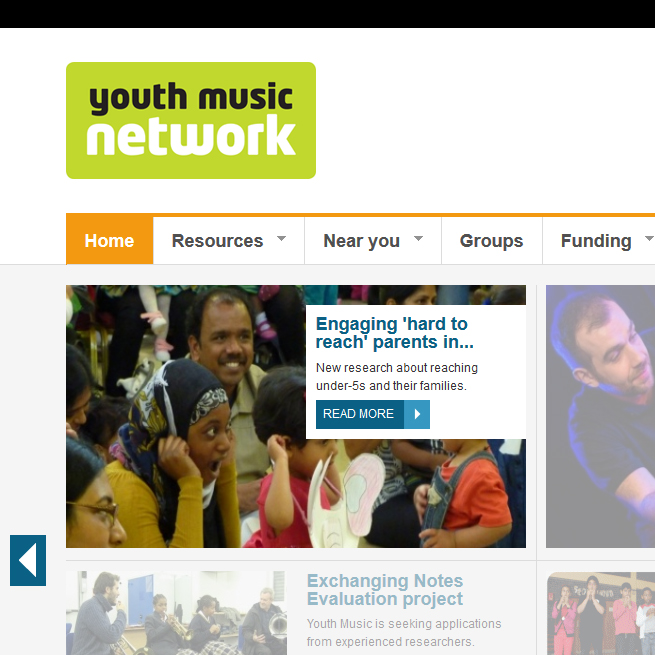 youth music
network
Home
Resources
Near you
Groups
Funding
Engaging 'hard to
reach' parents in...
New research about reaching
under-5s and their families.
READ MORE
Exchanging Notes
Evaluation project
Youth Music is seeking applications
from experienced researchers.